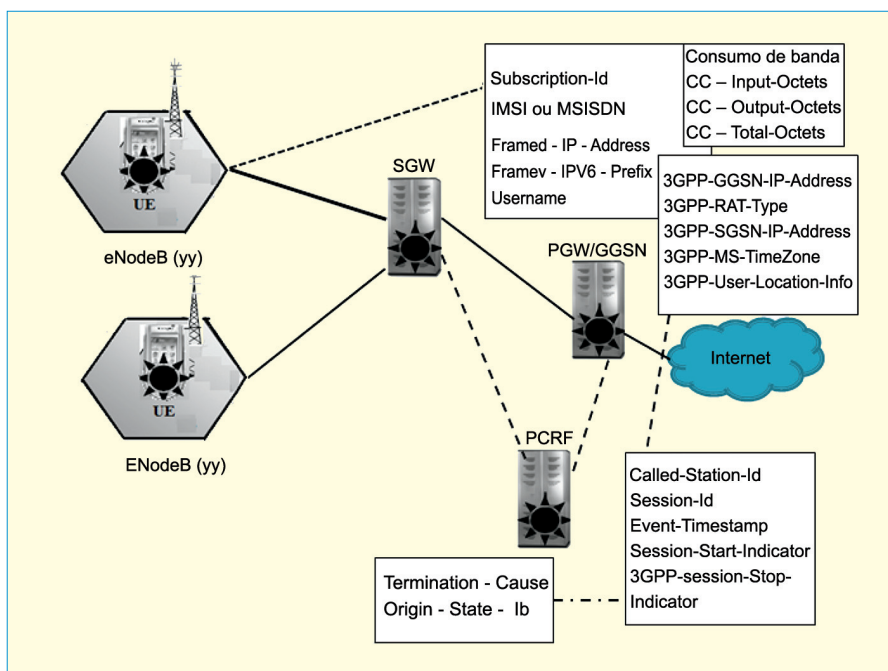 Subscription-Id
IMSI ou MSISDN
Framed - IP - Address
Framev - IPV6 - Prefix
Username
Consumo de banda
CC – Input-Octets
CC – Output-Octets
CC – Total-Octets
3GPP-GGSN-IP-Address
3GPP-RAT-Type
3GPP-SGSN-IP-Address
3GPP-MS-TimeZone
3GPP-User-Location-Info
UE
eNodeB (yy)
SGW
PGW/GGSN
Internet
UE
ENodeB (yy)
PCRF
Called-Station-Id
Session-Id
Event-Timestamp
Session-Start-Indicator
3GPP-session-Stop-
Indicator
Termination - Cause
Origin - State - Ib